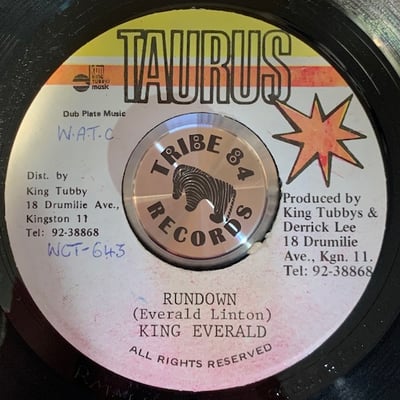 TAURUS
king
tubbys
music
Dub Plate Music
W.A.T.C
Dist. by
King Tubby
18 Drumilie Ave.,
Kingston 11
Tel: 92-38868
WCT-643
TRIBE 84
RECORDS
Produced by
King Tubbys &
Derrick Lee
18 Drumilie
Ave., Kgn. 11.
Tel: 92-38868
RUNDOWN
(Everald Linton)
KING EVERALD
ALL RIGHTS RESERVED